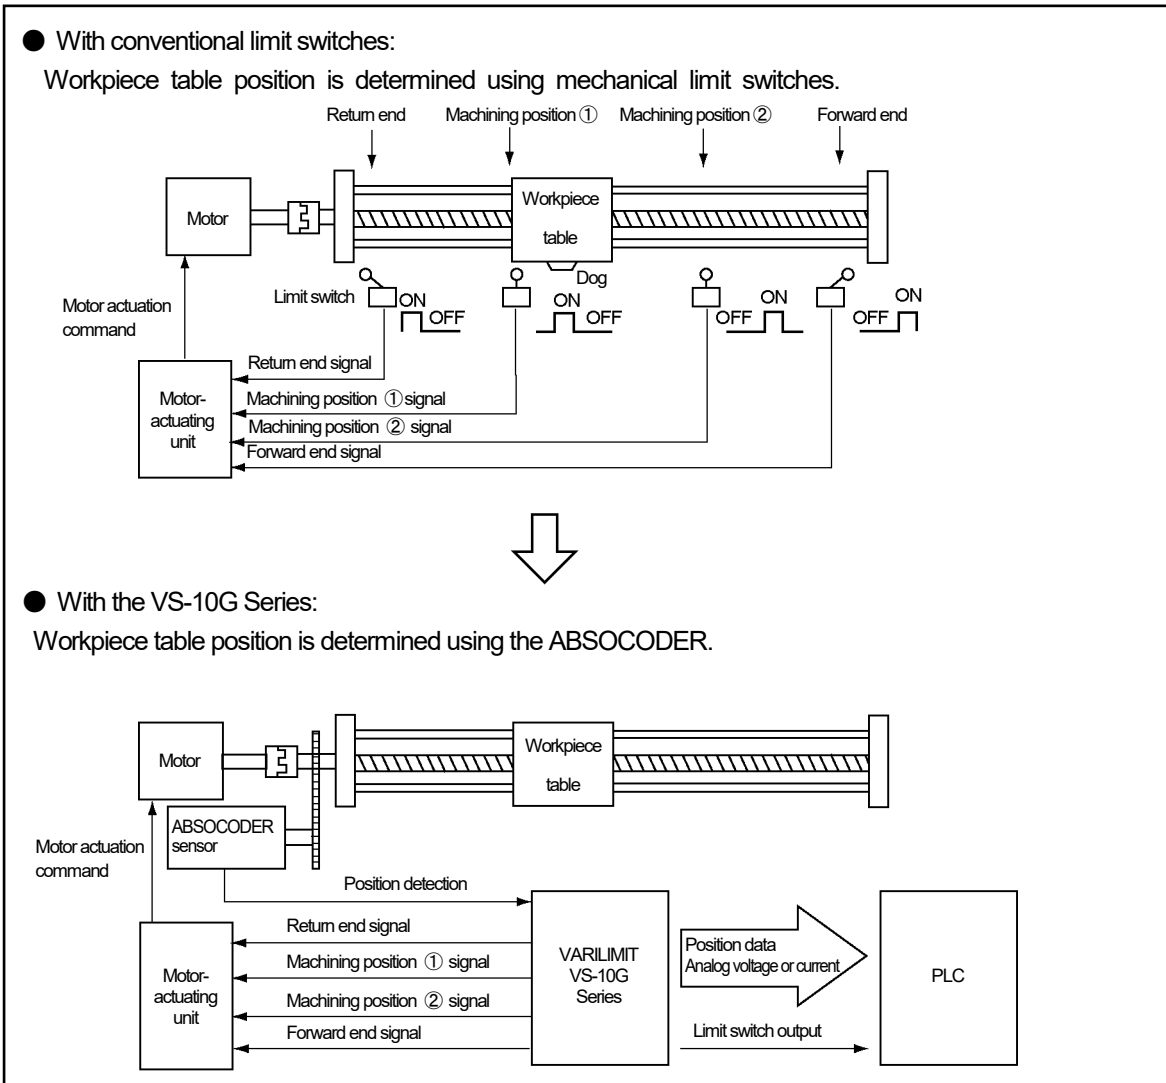 ● With conventional limit switches:
Workpiece table position is determined using mechanical limit switches.
Return end
Machining position ①
Machining position ②
Forward end
Motor
Workpiece
table
Dog
Motor actuation
command
Limit switch
ON
OFF
ON
OFF
ON
OFF
ON
OFF
Return end signal
Machining position ① signal
Machining position ② signal
Forward end signal
Motor-
actuating
unit
● With the VS-10G Series:
Workpiece table position is determined using the ABSOCODER.
Motor
Workpiece
table
ABSOCODER
sensor
Motor actuation
command
Position detection
Return end signal
Machining position ① signal
Machining position ② signal
Forward end signal
Motor-
actuating
unit
VARILIMIT
VS-10G
Series
Position data
Analog voltage or current
Limit switch output
PLC